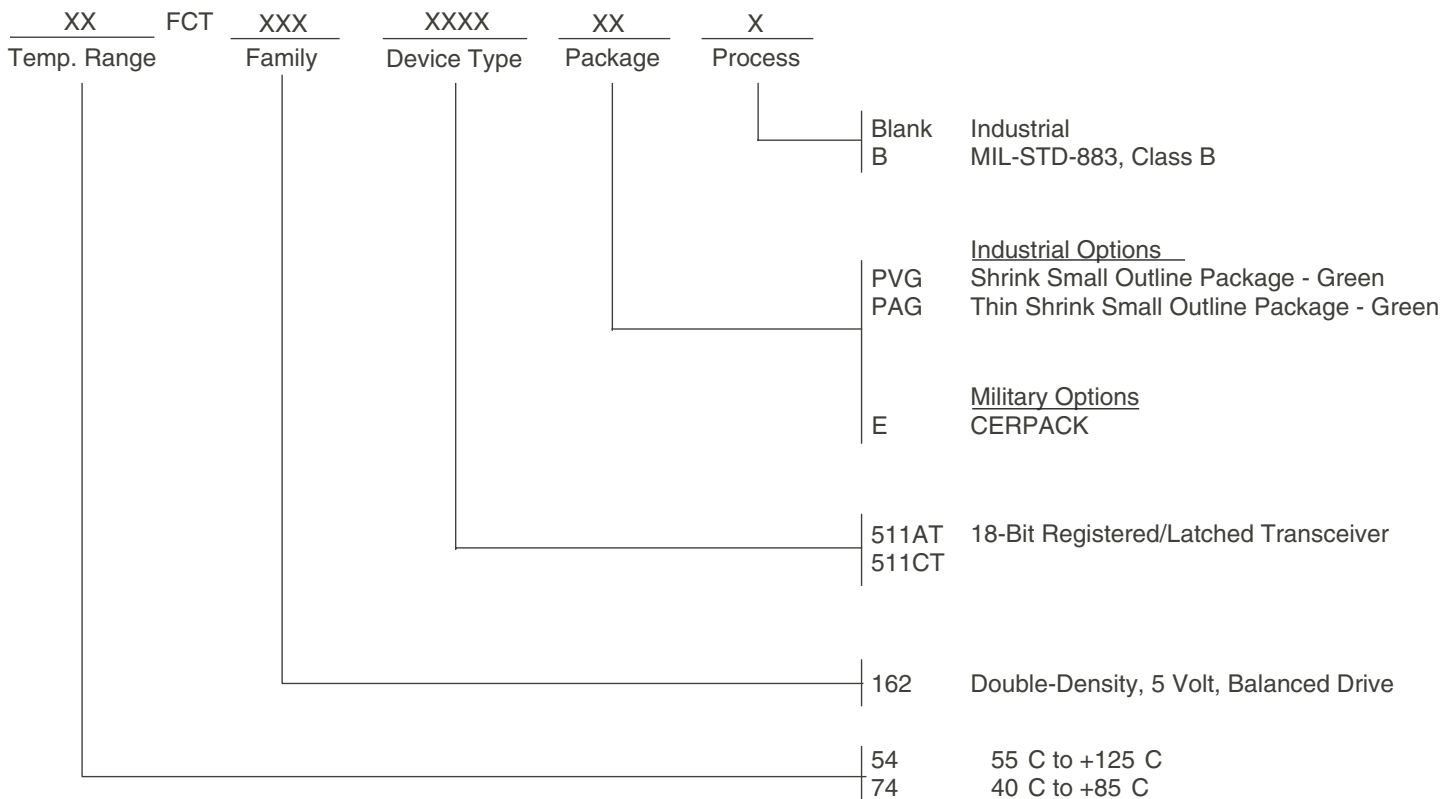 XX FCT XXX XXXX XX X
Temp. Range Family Device Type Package Process
Blank Industrial
B MIL-STD-883, Class B
Industrial Options
PVG Shrink Small Outline Package - Green
PAG Thin Shrink Small Outline Package - Green
Military Options
E CERPACK
511AT 18-Bit Registered/Latched Transceiver
511CT
162 Double-Density, 5 Volt, Balanced Drive
54 55 C to +125 C
74 40 C to +85 C